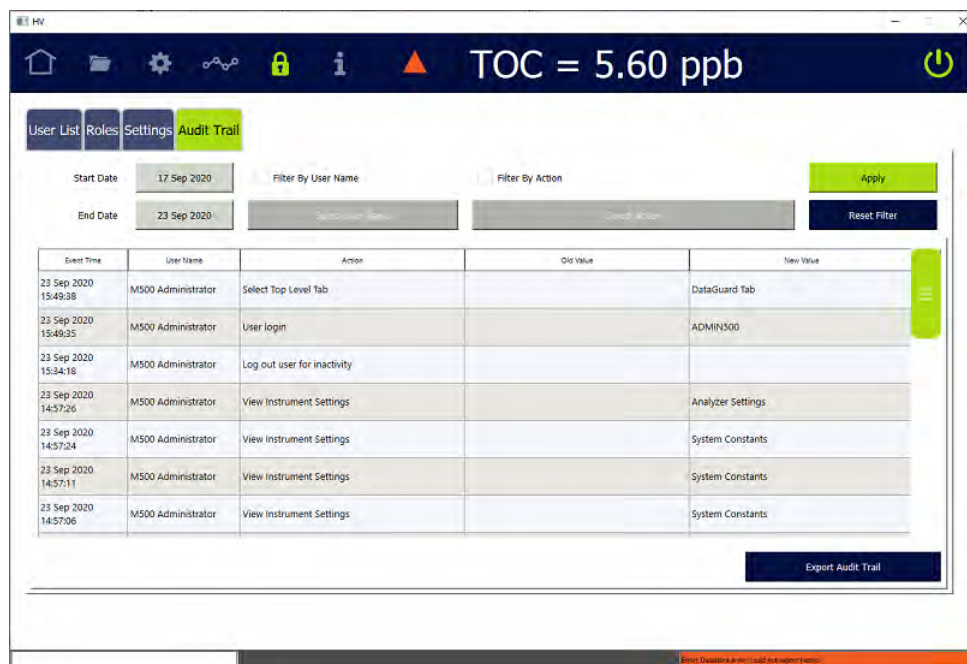 HV
TOC = 5.60 ppb
User List Roles Settings Audit Trail
Start Date 17 Sep 2020 Filter By User Name Filter By Action Apply
End Date 23 Sep 2020 Reset Filter
Event Time User Name Action Old Value New Value
23 Sep 2020
15:49:38 M500 Administrator Select Top Level Tab DataGuard Tab
23 Sep 2020
15:49:35 M500 Administrator User login ADMIN500
23 Sep 2020
15:34:18 M500 Administrator Log out user for inactivity
23 Sep 2020
14:57:26 M500 Administrator View Instrument Settings Analyzer Settings
23 Sep 2020
14:57:24 M500 Administrator View Instrument Settings System Constants
23 Sep 2020
14:57:11 M500 Administrator View Instrument Settings System Constants
23 Sep 2020
14:57:06 M500 Administrator View Instrument Settings System Constants
Export Audit Trail